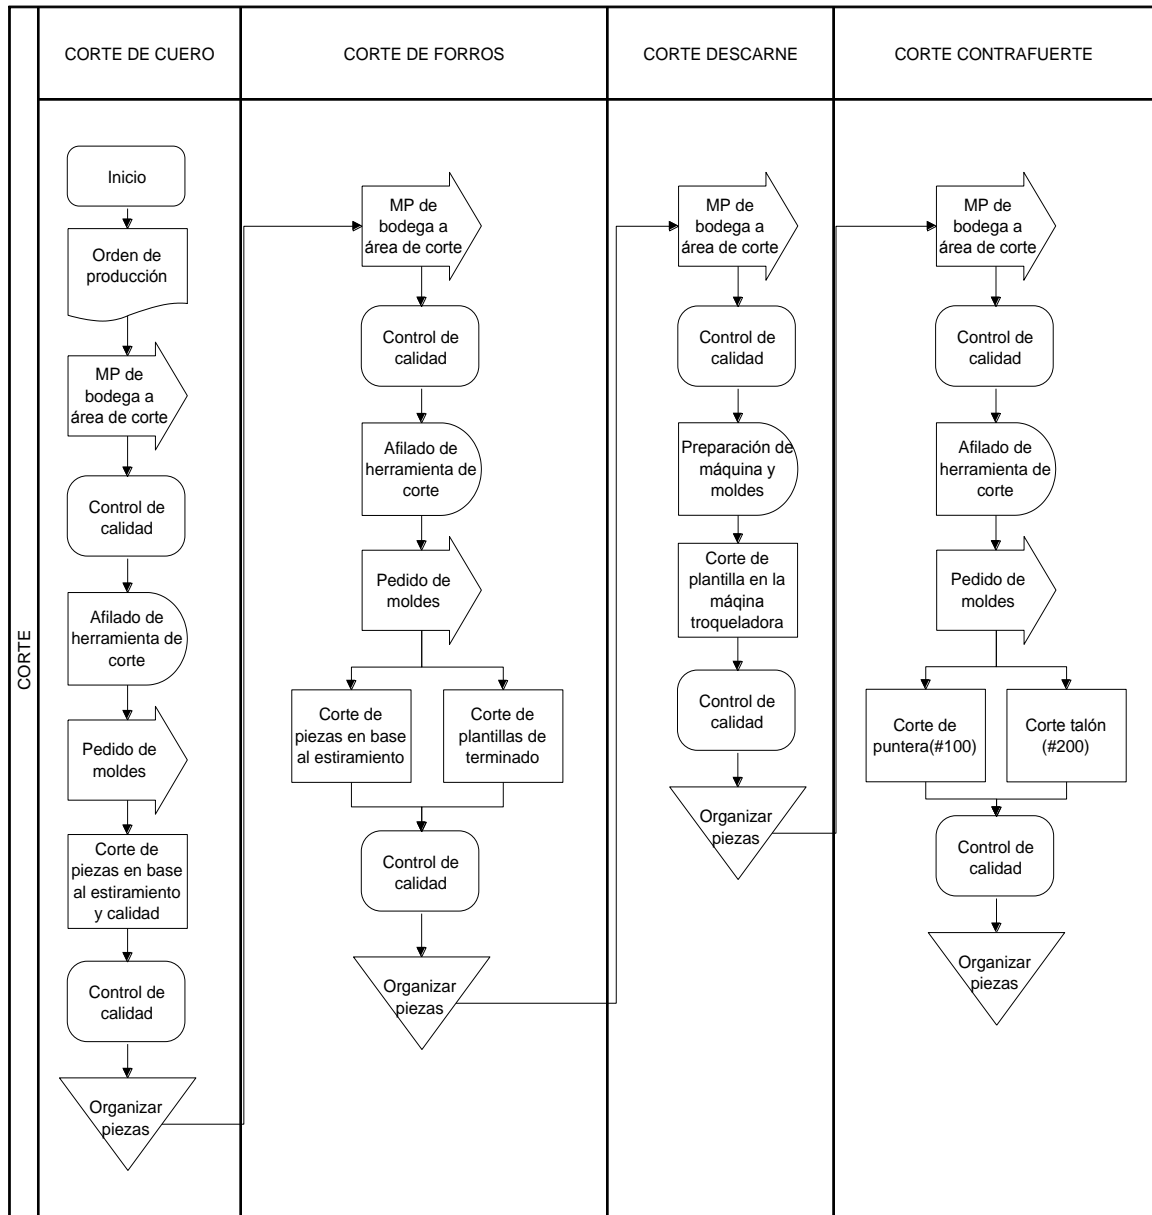 CORTE DE CUERO
CORTE DE FORROS
CORTE DESCARNE
CORTE CONTRAFUERTE
CORTE
Inicio
Orden de
producción
MP de
bodega a
área de corte
Control de
calidad
Afilado de
herramienta de
corte
Pedido de
moldes
Corte de
piezas en base
al estiramiento
y calidad
Control de
calidad
Organizar
piezas
MP de
bodega a
área de corte
Control de
calidad
Afilado de
herramienta de
corte
Pedido de
moldes
Corte de
piezas en base
al estiramiento
Corte de
plantillas de
terminado
Control de
calidad
Organizar
piezas
MP de
bodega a
área de corte
Control de
calidad
Preparación de
máquina y
moldes
Corte de
plantilla en la
máqina
troqueladora
Control de
calidad
Organizar
piezas
MP de
bodega a
área de corte
Control de
calidad
Afilado de
herramienta de
corte
Pedido de
moldes
Corte de
puntera(#100)
Corte talón
(#200)
Control de
calidad
Organizar
piezas